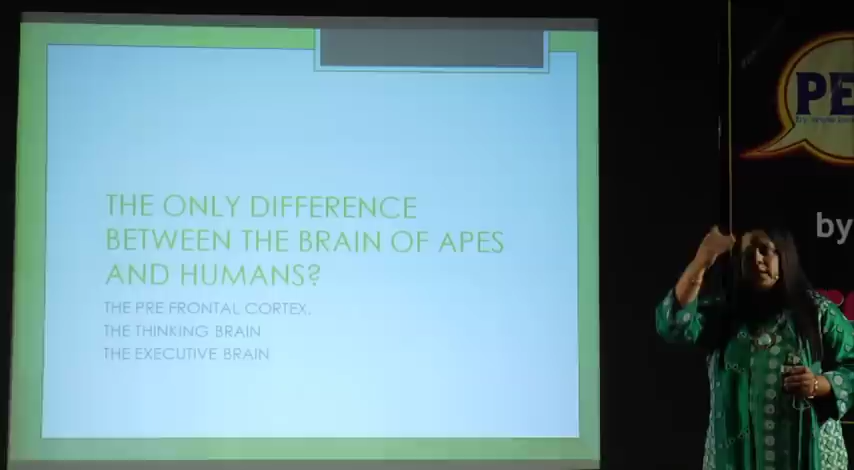 THE ONLY DIFFERENCE
BETWEEN THE BRAIN OF APES
AND HUMANS?
THE PRE FRONTAL CORTEX.
THE THINKING BRAIN
THE EXECUTIVE BRAIN
PE
by